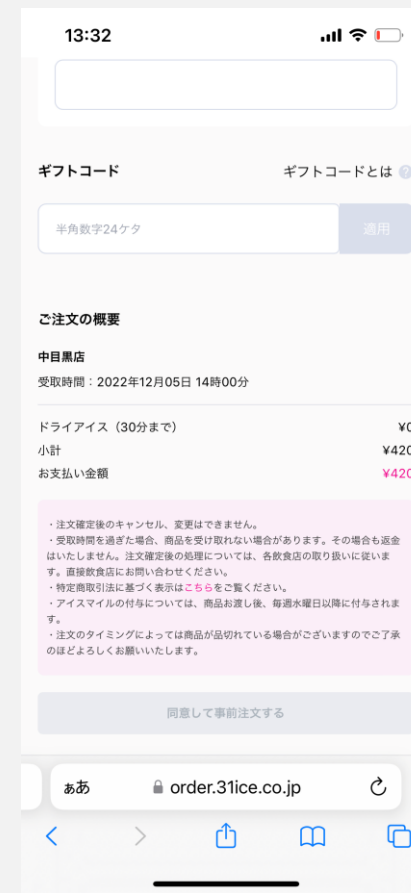 13:32
ギフトコード
ギフトコードとは
半角数字24ケタ
適用
ご注文の概要
中目黒店
受取時間：2022年12月05日 14時00分
ドライアイス（30分まで） ¥0
小計 ¥420
お支払い金額 ¥420
・注文確定後のキャンセル、変更はできません。
・受取時間を過ぎた場合、商品を受け取れない場合があります。その場合も返金
はいたしません。注文確定後の処理については、各飲食店の取り扱いに従いま
す。直接飲食店にお問い合わせください。
・特定商取引法に基づく表示はこちらをご覧ください。
・アイスマイルの付与については、商品お渡し後、毎週水曜日以降に付与されま
す。
・注文のタイミングによっては商品が品切れている場合がございますのでご了承
のほどよろしくお願いいたします。
同意して事前注文する
ぁあ
order.31ice.co.jp